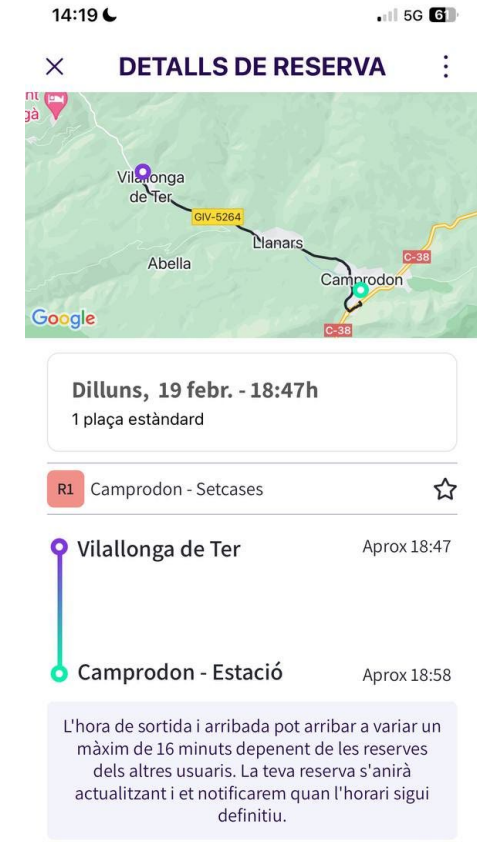 14:19
5G 61
DETALLS DE RESERVA
nt
gà
Vilallonga
de Ter
GIV-5264
Llanars
Abella
C-38
Camprodon
Google
C-38
Dilluns, 19 febr. - 18:47h
1 plaça estàndard
R1 Camprodon - Setcases
Vilallonga de Ter Aprox 18:47
Camprodon - Estació Aprox 18:58
L'hora de sortida i arribada pot arribar a variar un
màxim de 16 minuts depenent de les reserves
dels altres usuaris. La teva reserva s'anirà
actualitzant i et notificarem quan l'horari sigui
definitiu.